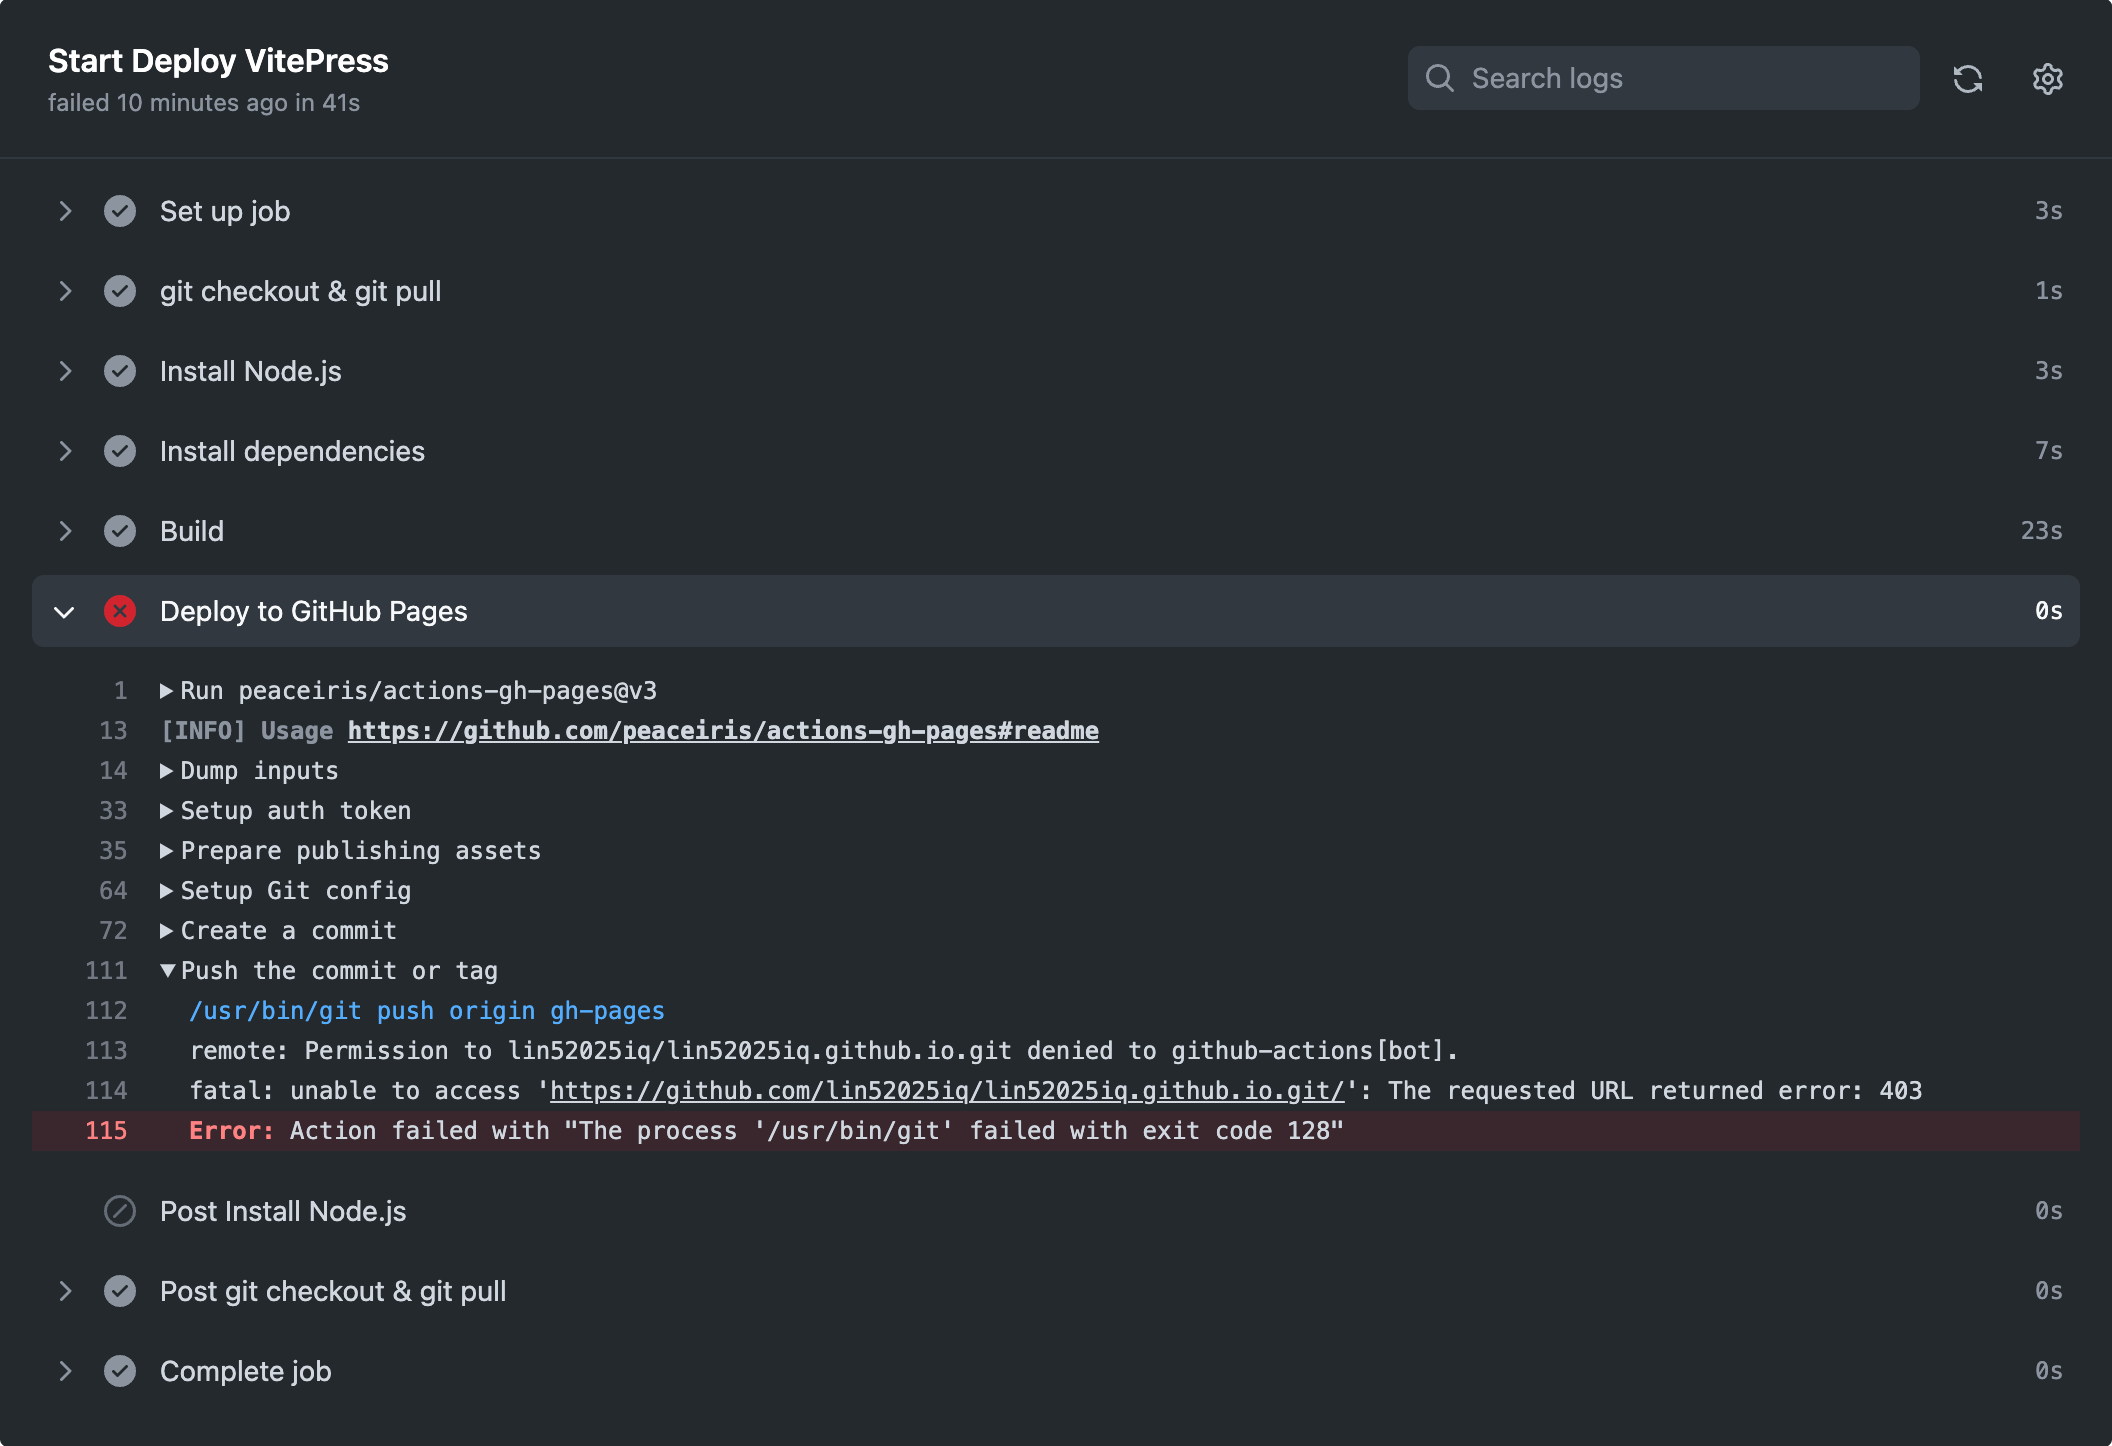 Start Deploy VitePress
failed 10 minutes ago in 41s
Search logs
Set up job 3s
git checkout & git pull 1s
Install Node.js 3s
Install dependencies 7s
Build 23s
Deploy to GitHub Pages 0s
1 Run peaceiris/actions-gh-pages@v3
13 [INFO] Usage https://github.com/peaceiris/actions-gh-pages#readme
14 Dump inputs
33 Setup auth token
35 Prepare publishing assets
64 Setup Git config
72 Create a commit
111 Push the commit or tag
112 /usr/bin/git push origin gh-pages
113 remote: Permission to lin52025iq/lin52025iq.github.io.git denied to github-actions[bot].
114 fatal: unable to access 'https://github.com/lin52025iq/lin52025iq.github.io.git/': The requested URL returned error: 403
115 Error: Action failed with "The process '/usr/bin/git' failed with exit code 128"
Post Install Node.js 0s
Post git checkout & git pull 0s
Complete job 0s